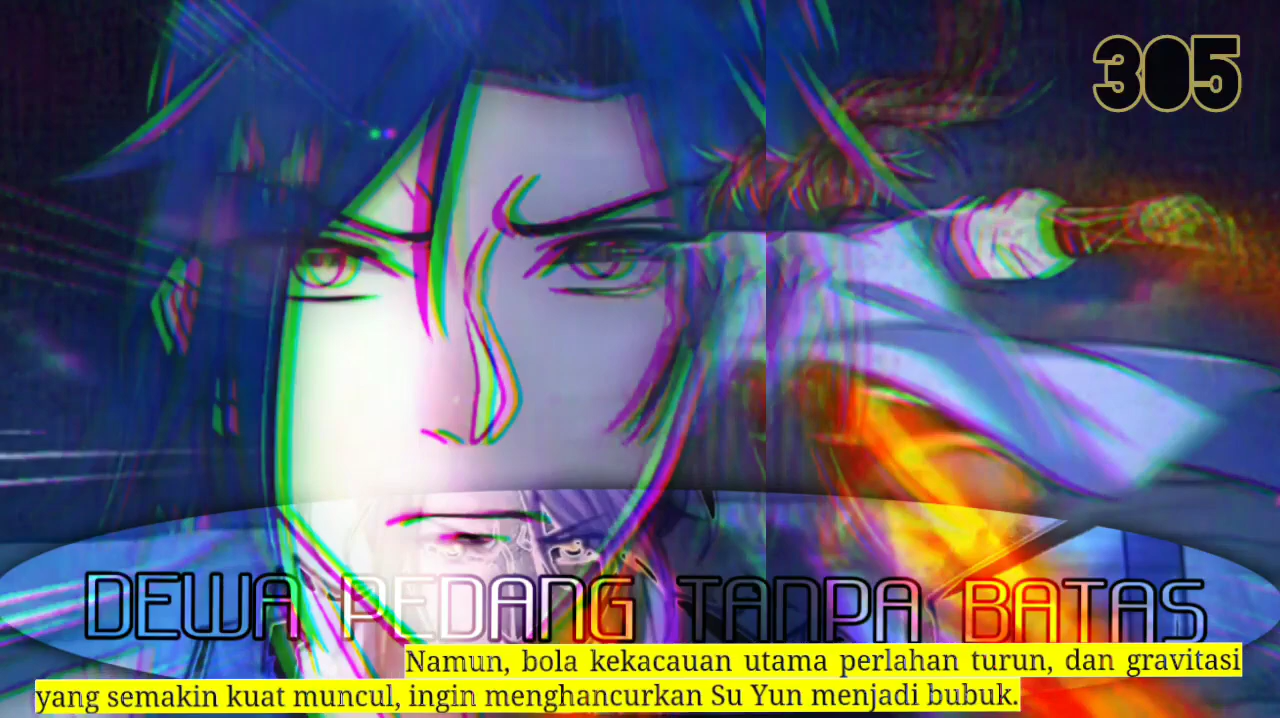 305
DEWA PEDANG TANPA BATAS
Namun, bola kekacauan utama perlahan turun, dan gravitasi
yang semakin kuat muncul, ingin menghancurkan Su Yun menjadi bubuk.